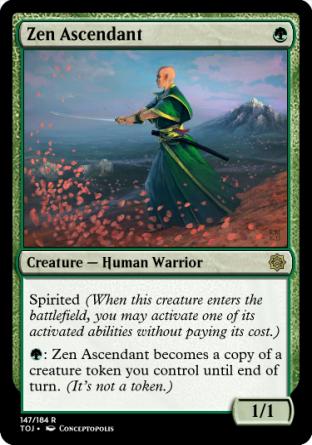 Zen Ascendant
Creature — Human Warrior
Spirited (When this creature enters the
battlefield, you may activate one of its
activated abilities without paying its cost.)
: Zen Ascendant becomes a copy of a
creature token you control until end of
turn. (It's not a token.)
1/1
147/184 R
TOJ • Conceptopolis